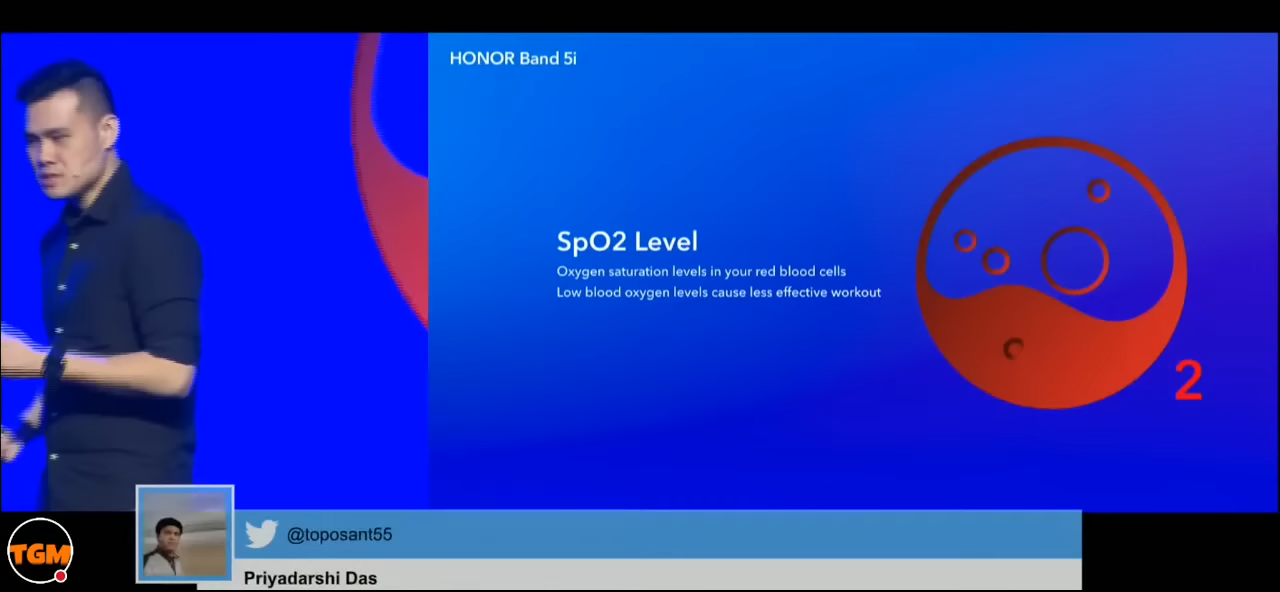 HONOR Band 5i
SpO2 Level
Oxygen saturation levels in your red blood cells
Low blood oxygen levels cause less effective workout
2
@toposant55
TGM
Priyadarshi Das